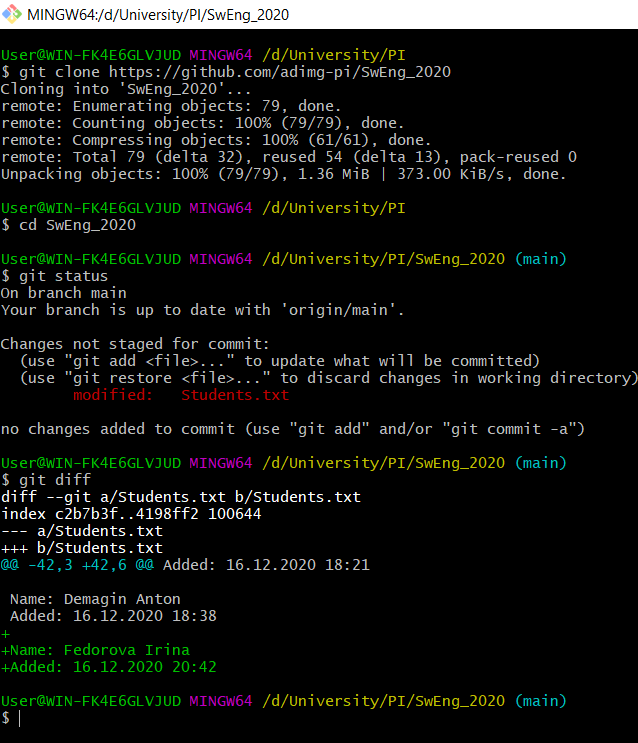 MINGW64:/d/University/PI/SwEng_2020
User@WIN-FK4E6GLVJUD MINGW64 /d/University/PI
$ git clone https://github.com/adimg-pi/SwEng_2020
Cloning into 'SwEng_2020'...
remote: Enumerating objects: 79, done.
remote: Counting objects: 100% (79/79), done.
remote: Compressing objects: 100% (61/61), done.
remote: Total 79 (delta 32), reused 54 (delta 13), pack-reused 0
Unpacking objects: 100% (79/79), 1.36 MiB | 373.00 KiB/s, done.
User@WIN-FK4E6GLVJUD MINGW64 /d/University/PI
$ cd SwEng_2020
User@WIN-FK4E6GLVJUD MINGW64 /d/University/PI/SwEng_2020 (main)
$ git status
On branch main
Your branch is up to date with 'origin/main'.
Changes not staged for commit:
  (use "git add <file>..." to update what will be committed)
  (use "git restore <file>..." to discard changes in working directory)
        modified:   Students.txt
no changes added to commit (use "git add" and/or "git commit -a")
User@WIN-FK4E6GLVJUD MINGW64 /d/University/PI/SwEng_2020 (main)
$ git diff
diff --git a/Students.txt b/Students.txt
index c2b7b3f..4198ff2 100644
--- a/Students.txt
+++ b/Students.txt
@@ -42,3 +42,6 @@ Added: 16.12.2020 18:21
 Name: Demagin Anton
 Added: 16.12.2020 18:38
+
+Name: Fedorova Irina
+Added: 16.12.2020 20:42
User@WIN-FK4E6GLVJUD MINGW64 /d/University/PI/SwEng_2020 (main)
$